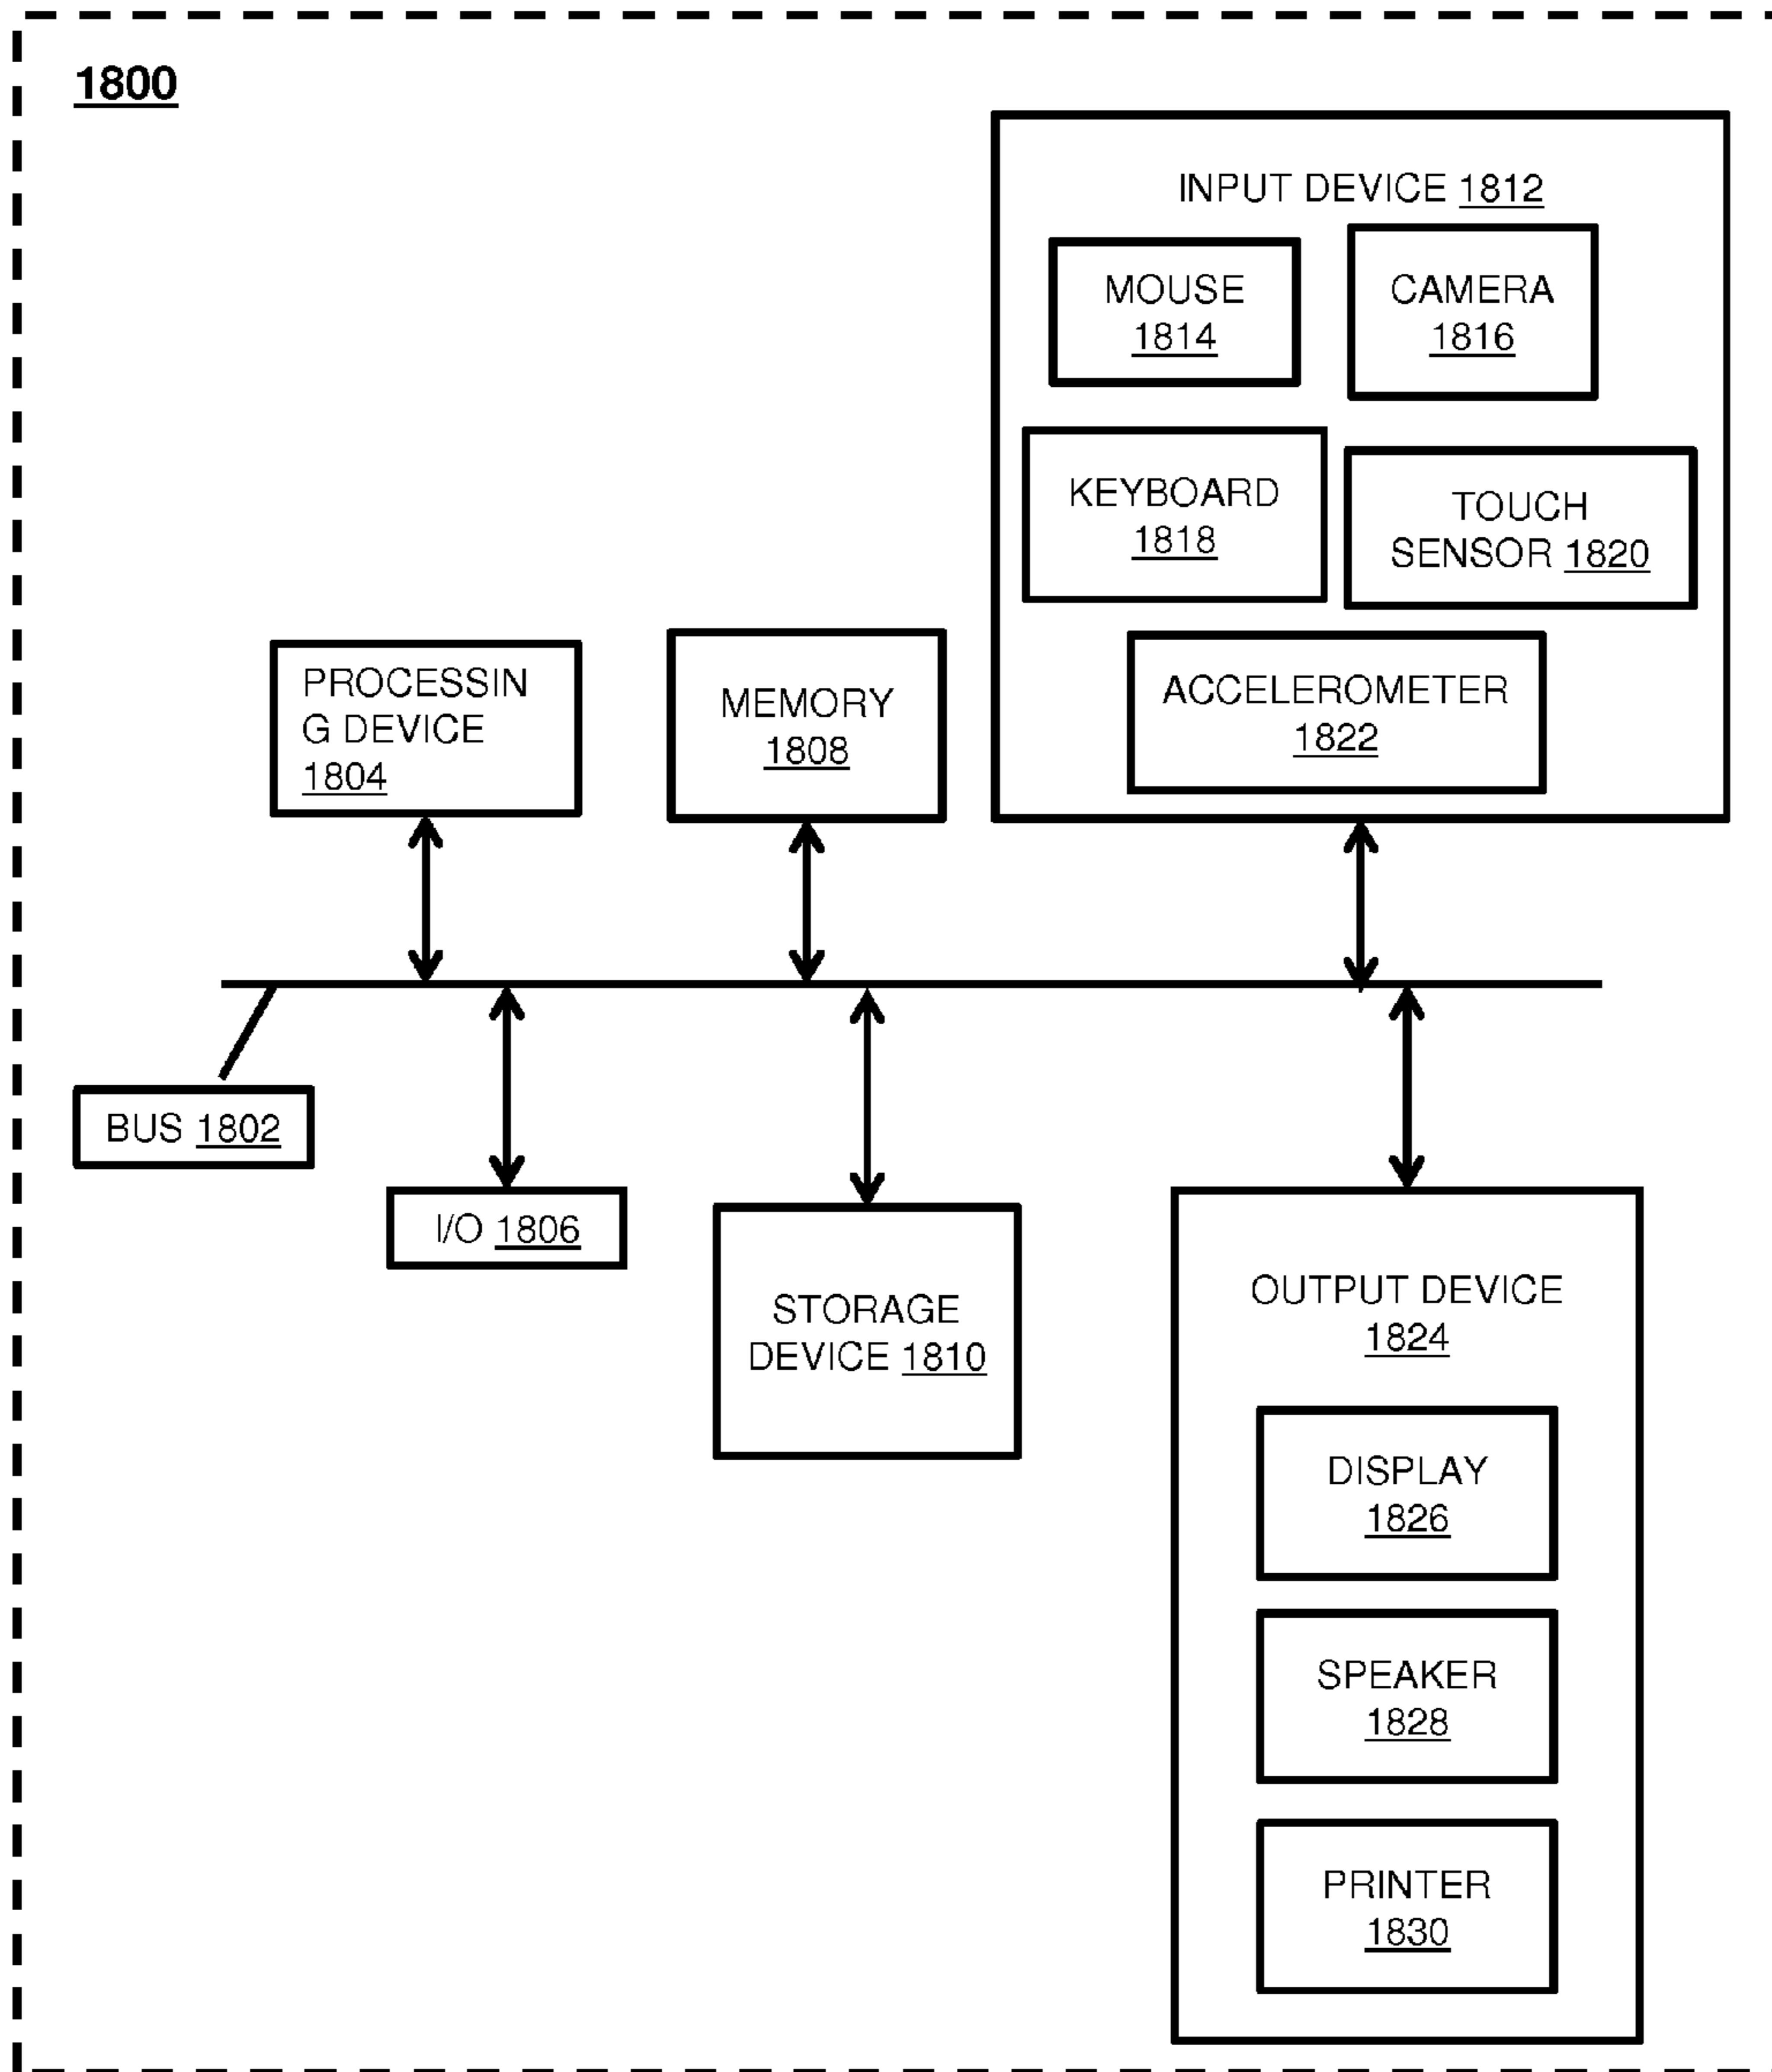 1800
INPUT DEVICE 1812
MOUSE
1814
CAMERA
1816
KEYBOARD
1818
TOUCH
SENSOR 1820
ACCELEROMETER
1822
PROCESSIN
G DEVICE
1804
MEMORY
1808
BUS 1802
I/O 1806
STORAGE
DEVICE 1810
OUTPUT DEVICE
1824
DISPLAY
1826
SPEAKER
1828
PRINTER
1830